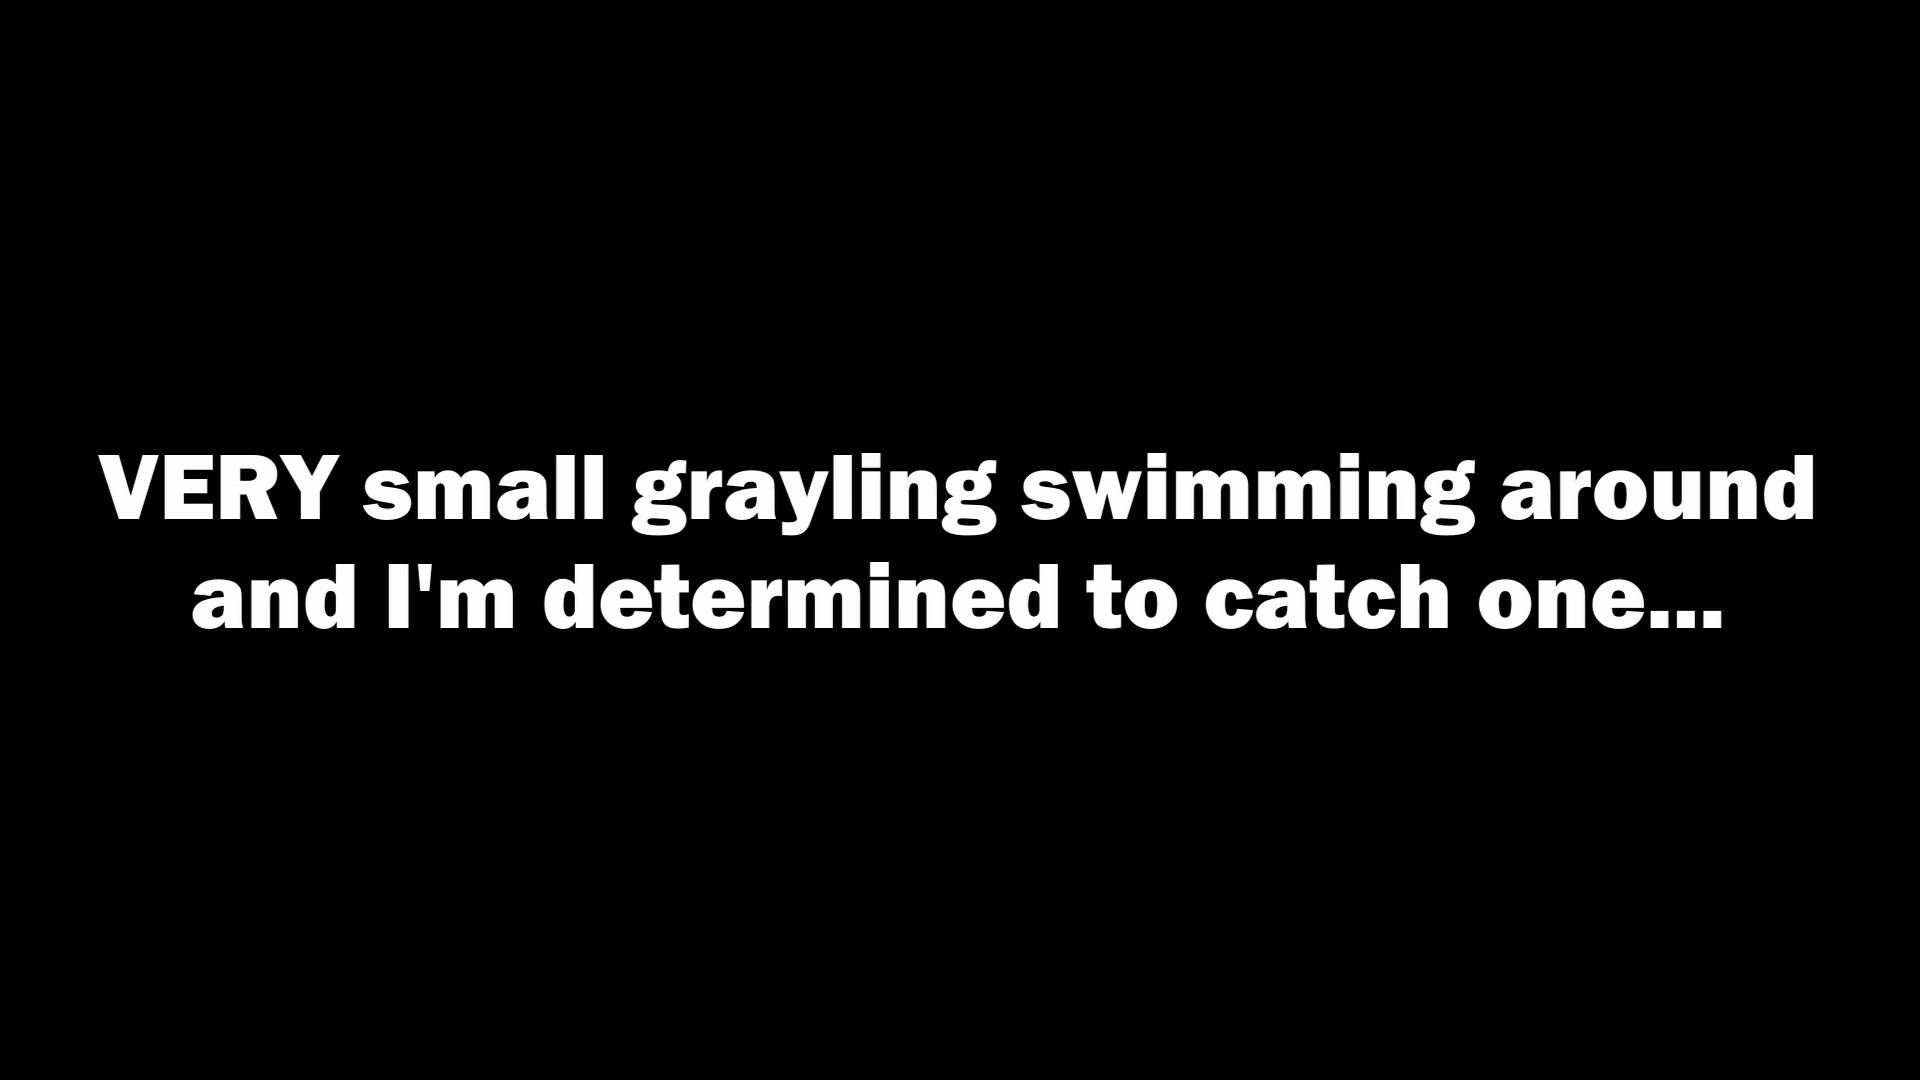 VERY small grayling swimming around
and I'm determined to catch one...